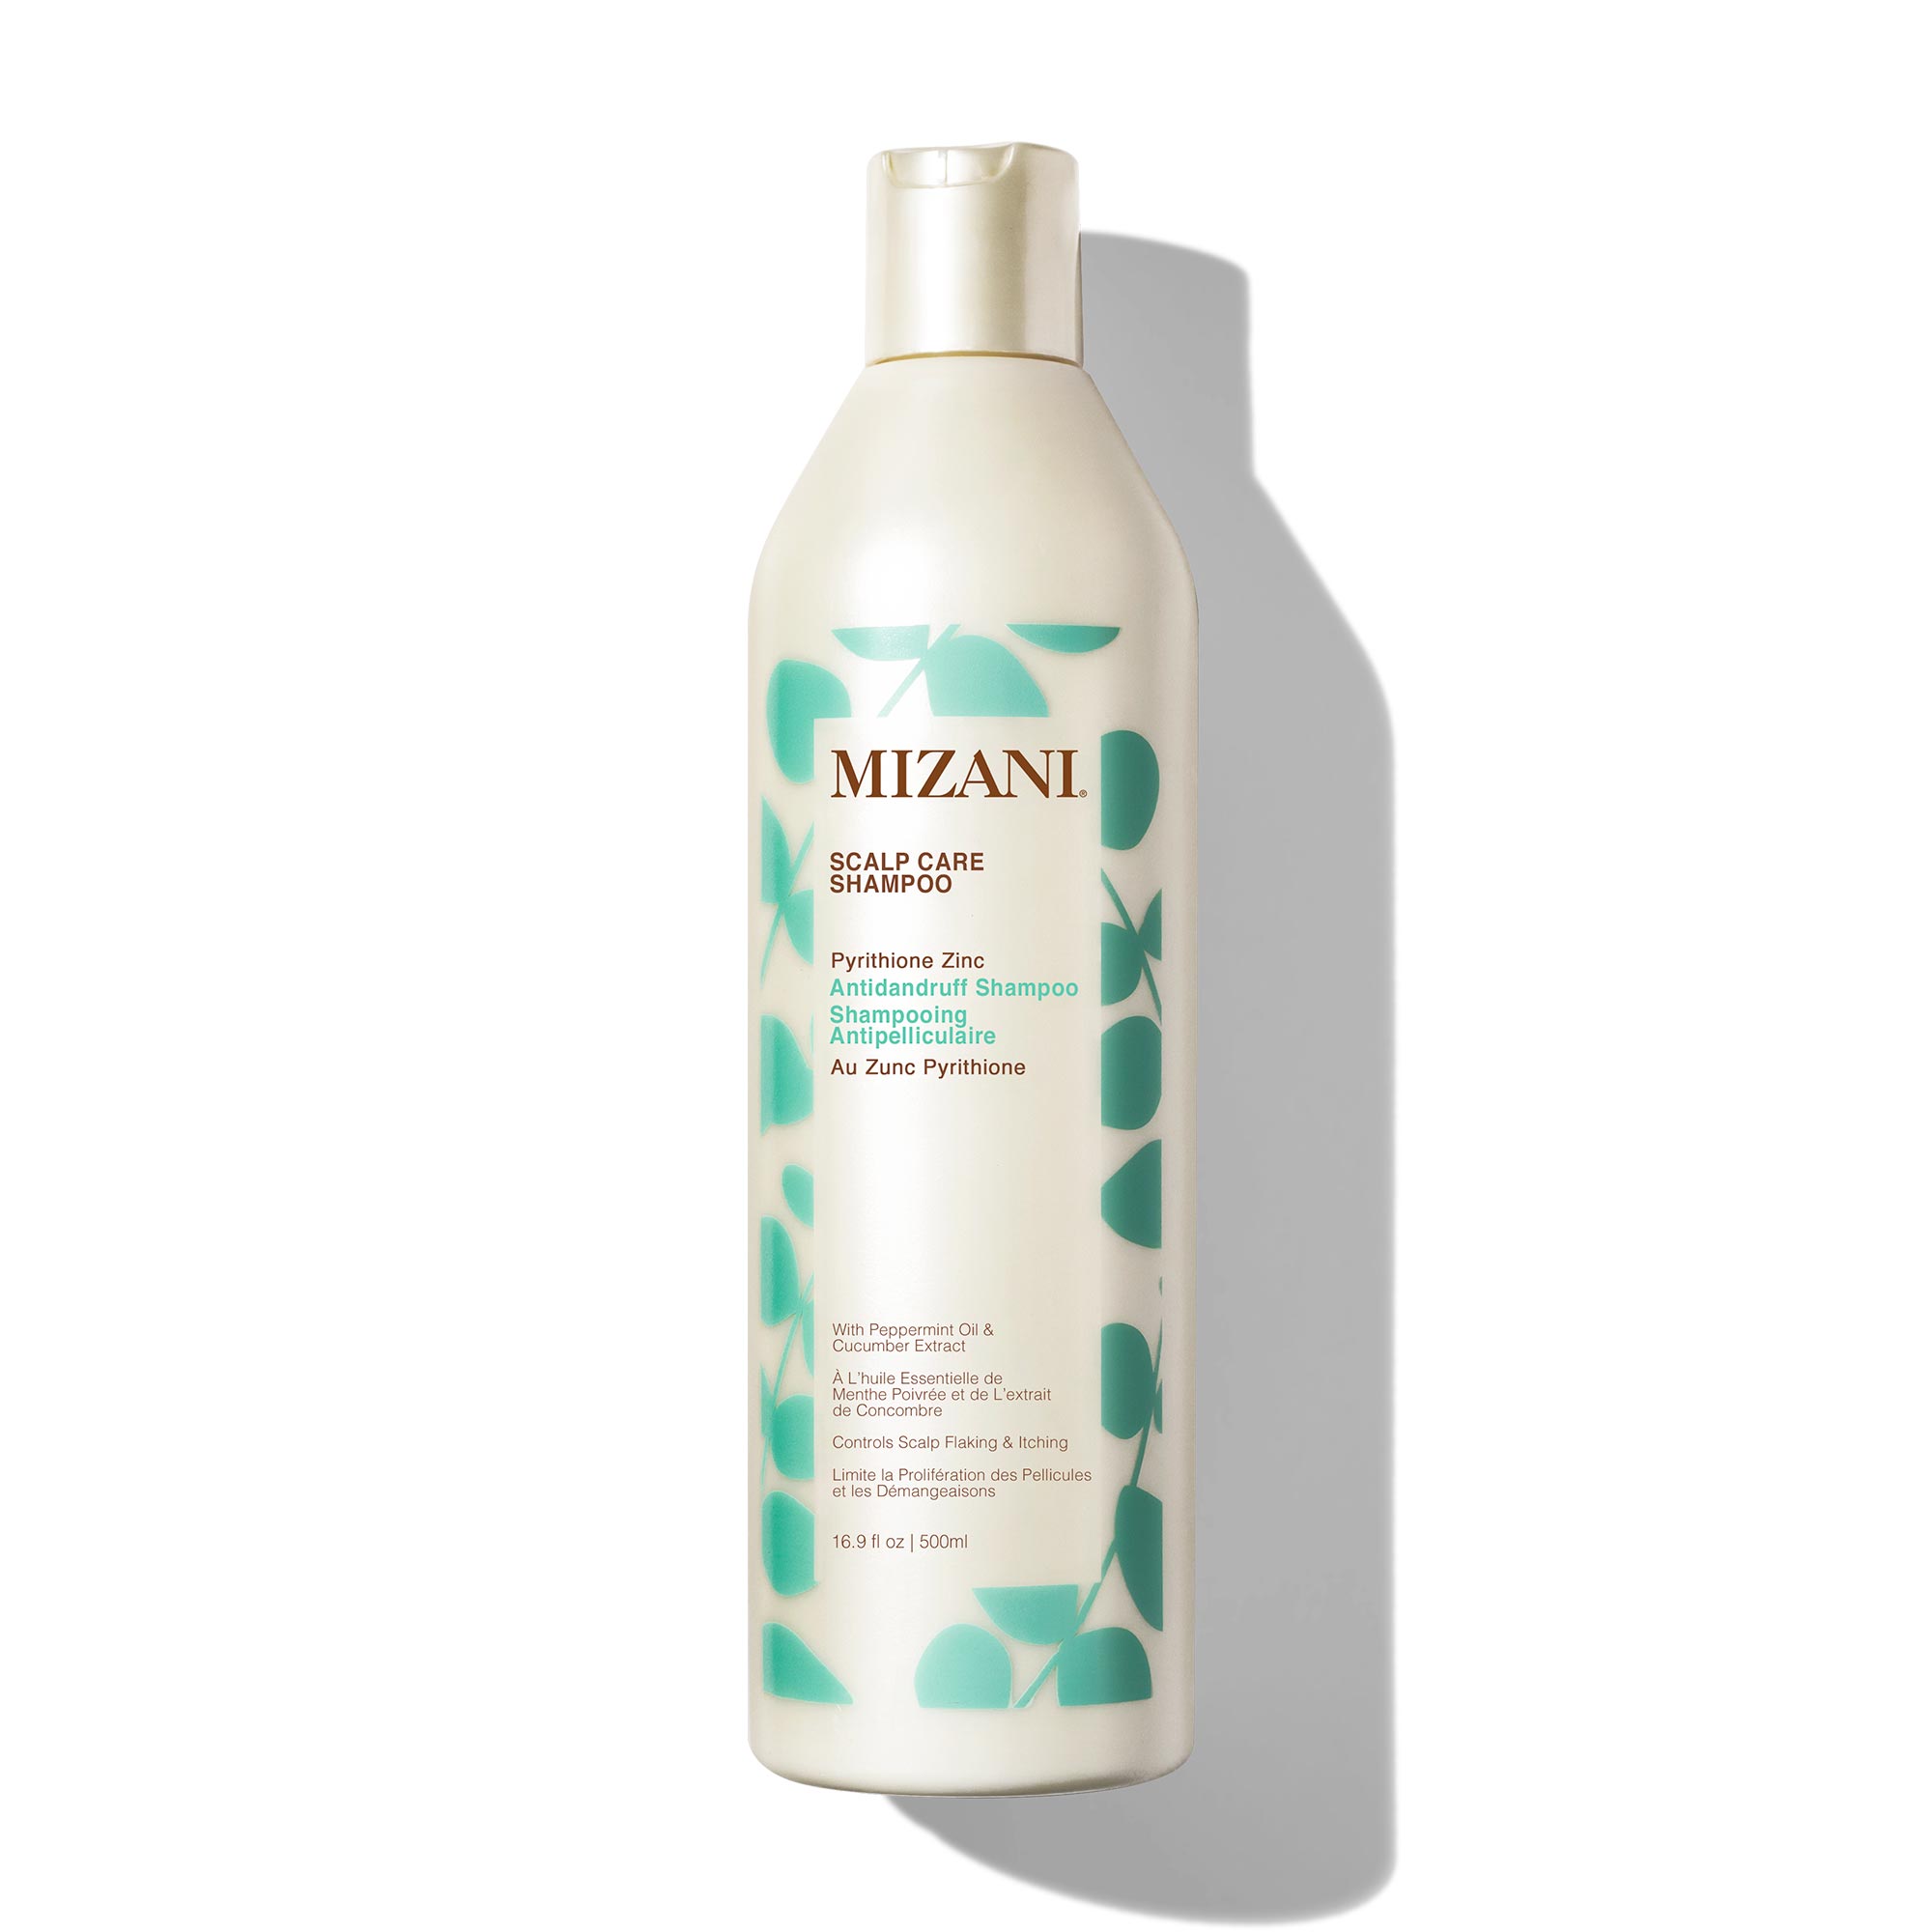 MIZANI®
SCALP CARE
SHAMPOO
Pyrithione Zinc
Antidandruff Shampoo
Shampooing
Antipelliculaire
Au Zunc Pyrithione
With Peppermint Oil &
Cucumber Extract
À L'huile Essentielle de
Menthe Poivrée et de L'extrait
de Concombre
Controls Scalp Flaking & Itching
Limite la Prolifération des Pellicules
et les Démangeaisons
16.9 fl oz | 500ml